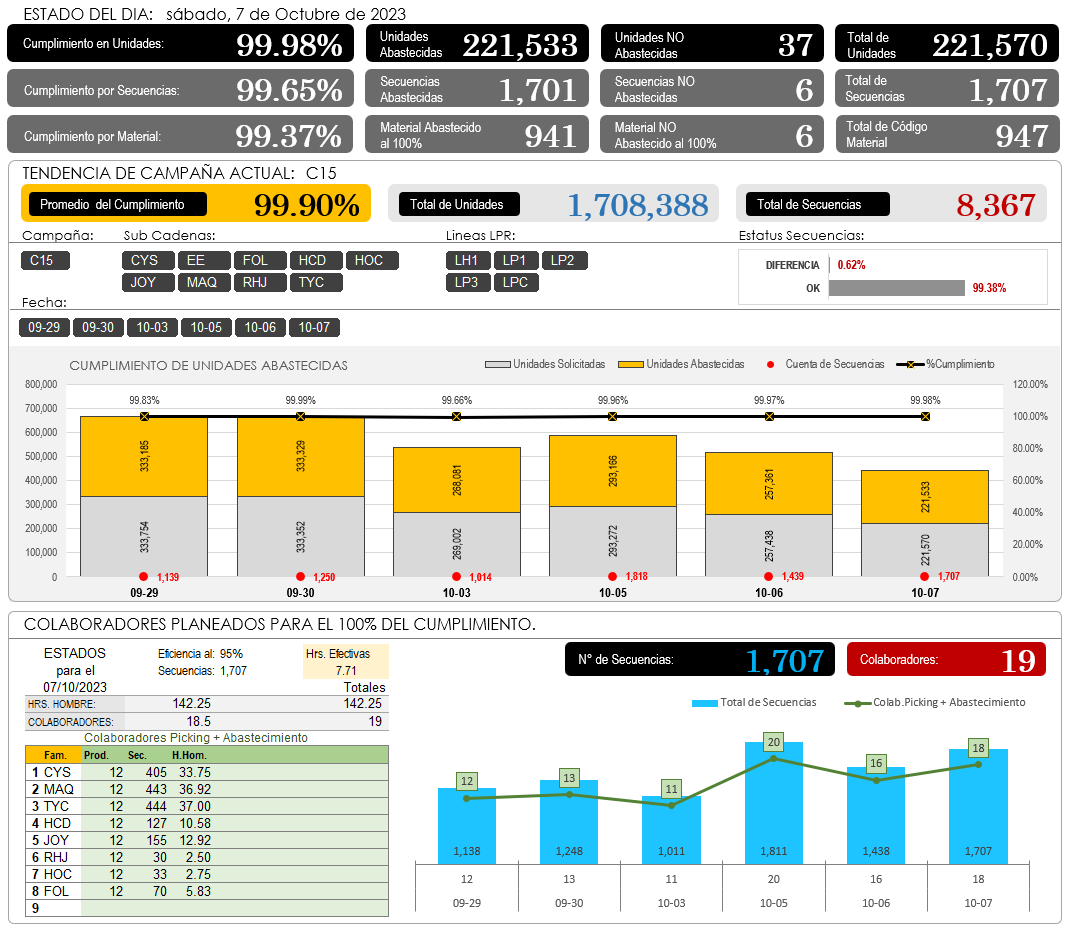 ESTADO DEL DIA: sábado, 7 de Octubre de 2023
Cumplimiento en Unidades: 99.98%
Unidades Abastecidas 221,533
Unidades NO Abastecidas 37
Total de Unidades 221,570
Cumplimiento por Secuencias: 99.65%
Secuencias Abastecidas 1,701
Secuencias NO Abastecidas 6
Total de Secuencias 1,707
Cumplimiento por Material: 99.37%
Material Abastecido al 100% 941
Material NO Abastecido al 100% 6
Total de Código Material 947
TENDENCIA DE CAMPAÑA ACTUAL: C15
Promedio del Cumplimiento 99.90%
Total de Unidades 1,708,388
Total de Secuencias 8,367
Campaña:
C15
Sub Cadenas:
CYS EE FOL HCD HOC
JOY MAQ RHJ TYC
Lineas LPR:
LH1 LP1 LP2
LP3 LPC
Estatus Secuencias:
DIFERENCIA 0.62%
OK 99.38%
Fecha:
09-29 09-30 10-03 10-05 10-06 10-07
CUMPLIMIENTO DE UNIDADES ABASTECIDAS
Unidades Solicitadas Unidades Abastecidas Cuenta de Secuencias %Cumplimiento
800,000
700,000
600,000
500,000
400,000
300,000
200,000
100,000
0
120.00%
100.00%
80.00%
60.00%
40.00%
20.00%
0.00%
99.83% 99.99% 99.66% 99.96% 99.97% 99.98%
333,185 333,329 268,081 293,166 257,361 221,533
333,754 333,352 269,002 293,272 257,438 221,570
1,139 1,250 1,014 1,818 1,439 1,707
09-29 09-30 10-03 10-05 10-06 10-07
COLABORADORES PLANEADOS PARA EL 100% DEL CUMPLIMIENTO.
ESTADOS
para el
07/10/2023
Eficiencia al: 95%
Secuencias: 1,707
Hrs. Efectivas
7.71
Totales
HRS. HOMBRE: 142.25 142.25
COLABORADORES: 18.5 19
Colaboradores Picking + Abastecimiento
Fam. Prod. Sec. H.Hom.
1 CYS 12 405 33.75
2 MAQ 12 443 36.92
3 TYC 12 444 37.00
4 HCD 12 127 10.58
5 JOY 12 155 12.92
6 RHJ 12 30 2.50
7 HOC 12 33 2.75
8 FOL 12 70 5.83
9
N° de Secuencias: 1,707
Colaboradores: 19
Total de Secuencias Colab.Picking + Abastecimiento
12 13 11 20 16 18
1,138 1,248 1,011 1,811 1,438 1,707
12 13 11 20 16 18
09-29 09-30 10-03 10-05 10-06 10-07